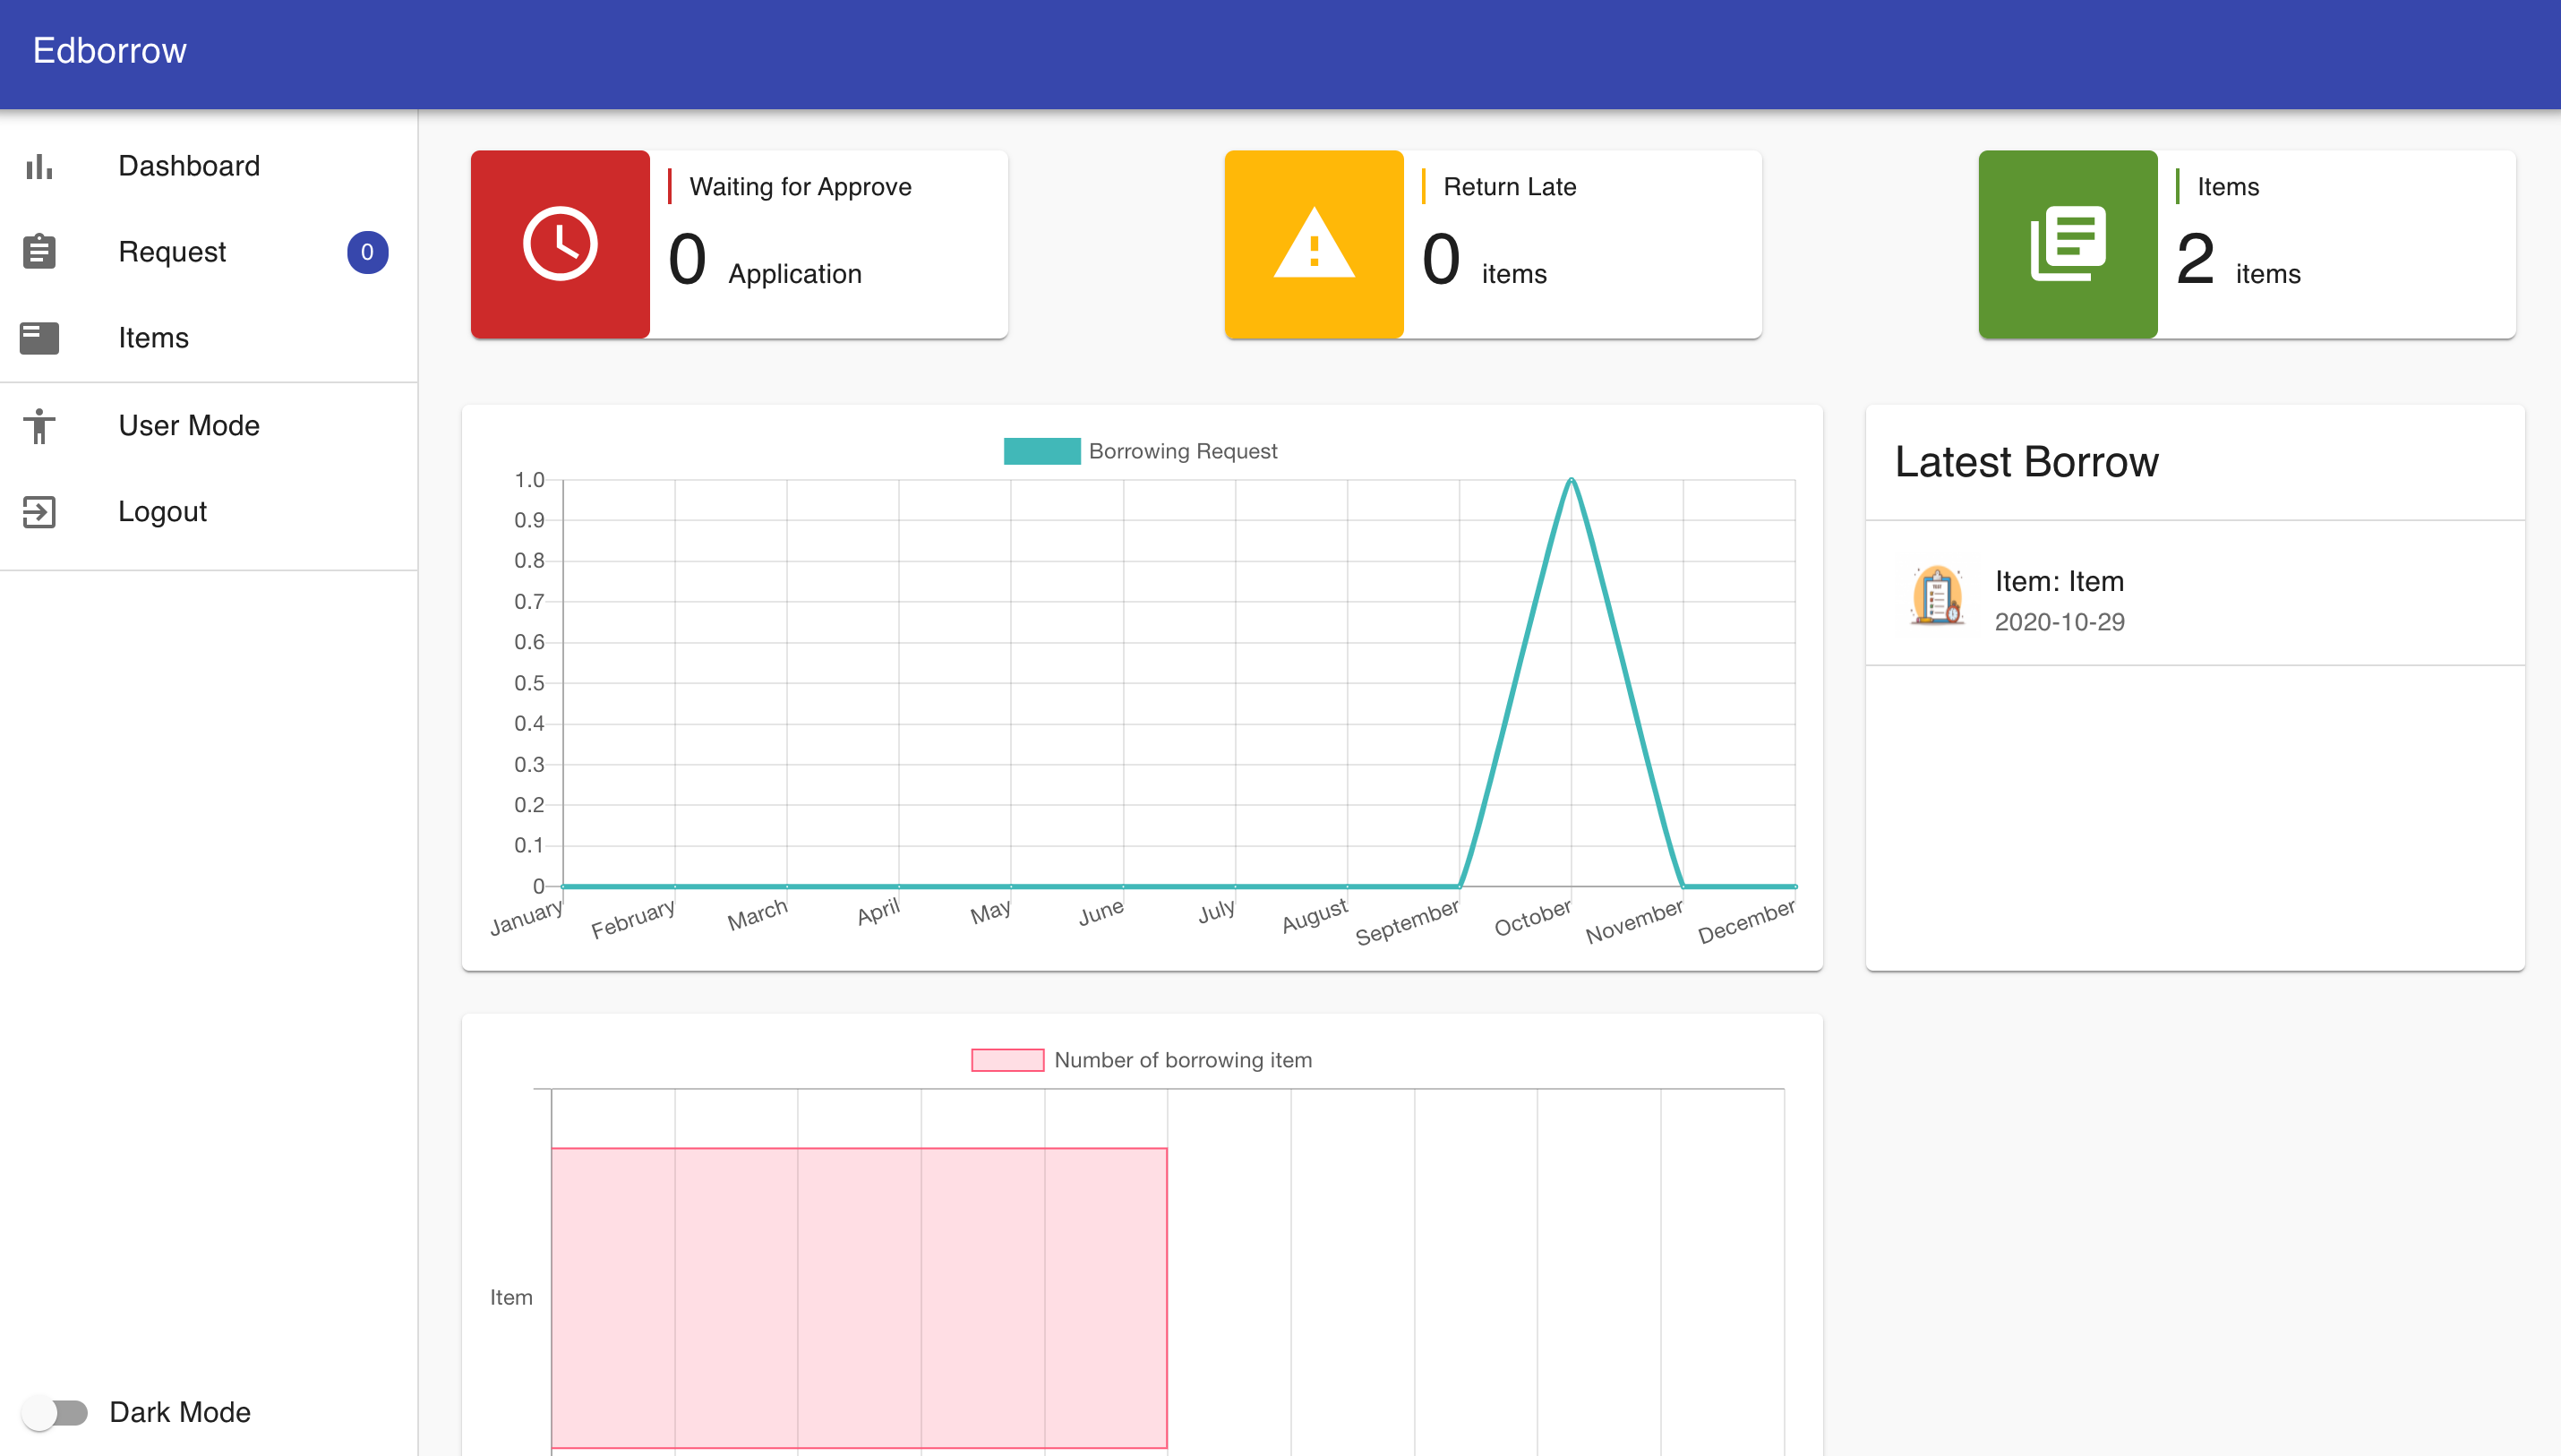 Edborrow
Dashboard
Request 0
Items
User Mode
Logout
Dark Mode
Waiting for Approve
0 Application
Return Late
0 items
Items
2 items
Borrowing Request
1.0
0.9
0.8
0.7
0.6
0.5
0.4
0.3
0.2
0.1
0
January February March April May June July August September October November December
Latest Borrow
Item: Item
2020-10-29
Number of borrowing item
Item